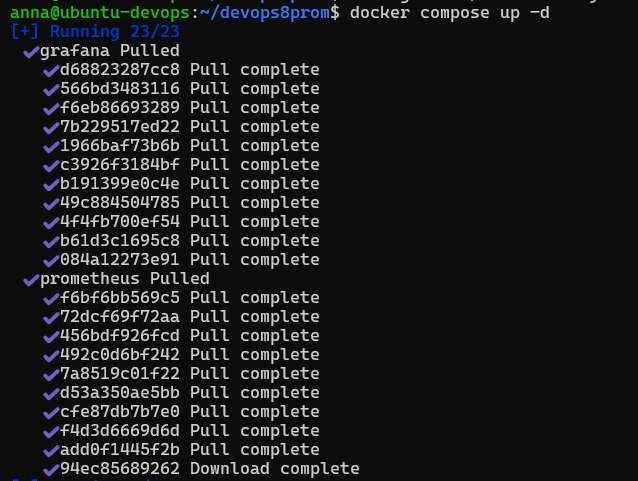 anna@ubuntu-devops:~/devops8prom$ docker compose up -d
[+] Running 23/23
✔grafana Pulled
✔d68823287cc8 Pull complete
✔566bd3483116 Pull complete
✔f6eb86693289 Pull complete
✔7b229517ed22 Pull complete
✔1966baf73b6b Pull complete
✔c3926f3184bf Pull complete
✔b191399e0c4e Pull complete
✔49c884504785 Pull complete
✔4f4fb700ef54 Pull complete
✔b61d3c1695c8 Pull complete
✔084a12273e91 Pull complete
✔prometheus Pulled
✔f6bf6bb569c5 Pull complete
✔72dcf69f72aa Pull complete
✔456bdf926fcd Pull complete
✔492c0d6bf242 Pull complete
✔7a8519c01f22 Pull complete
✔d53a350ae5bb Pull complete
✔cfe87db7b7e0 Pull complete
✔f4d3d6669d6d Pull complete
✔add0f1445f2b Pull complete
✔94ec85689262 Download complete